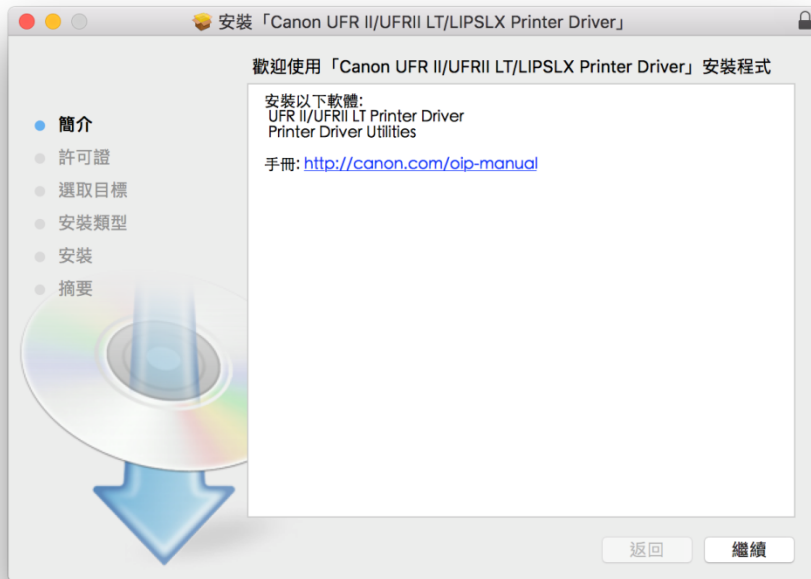 安裝「Canon UFR II/UFRII LT/LIPSLX Printer Driver」
歡迎使用「Canon UFR II/UFRII LT/LIPSLX Printer Driver」安裝程式
簡介
許可證
選取目標
安裝類型
安裝
摘要
安裝以下軟體:
UFR II/UFRII LT Printer Driver
Printer Driver Utilities
手冊: http://canon.com/oip-manual
返回
繼續